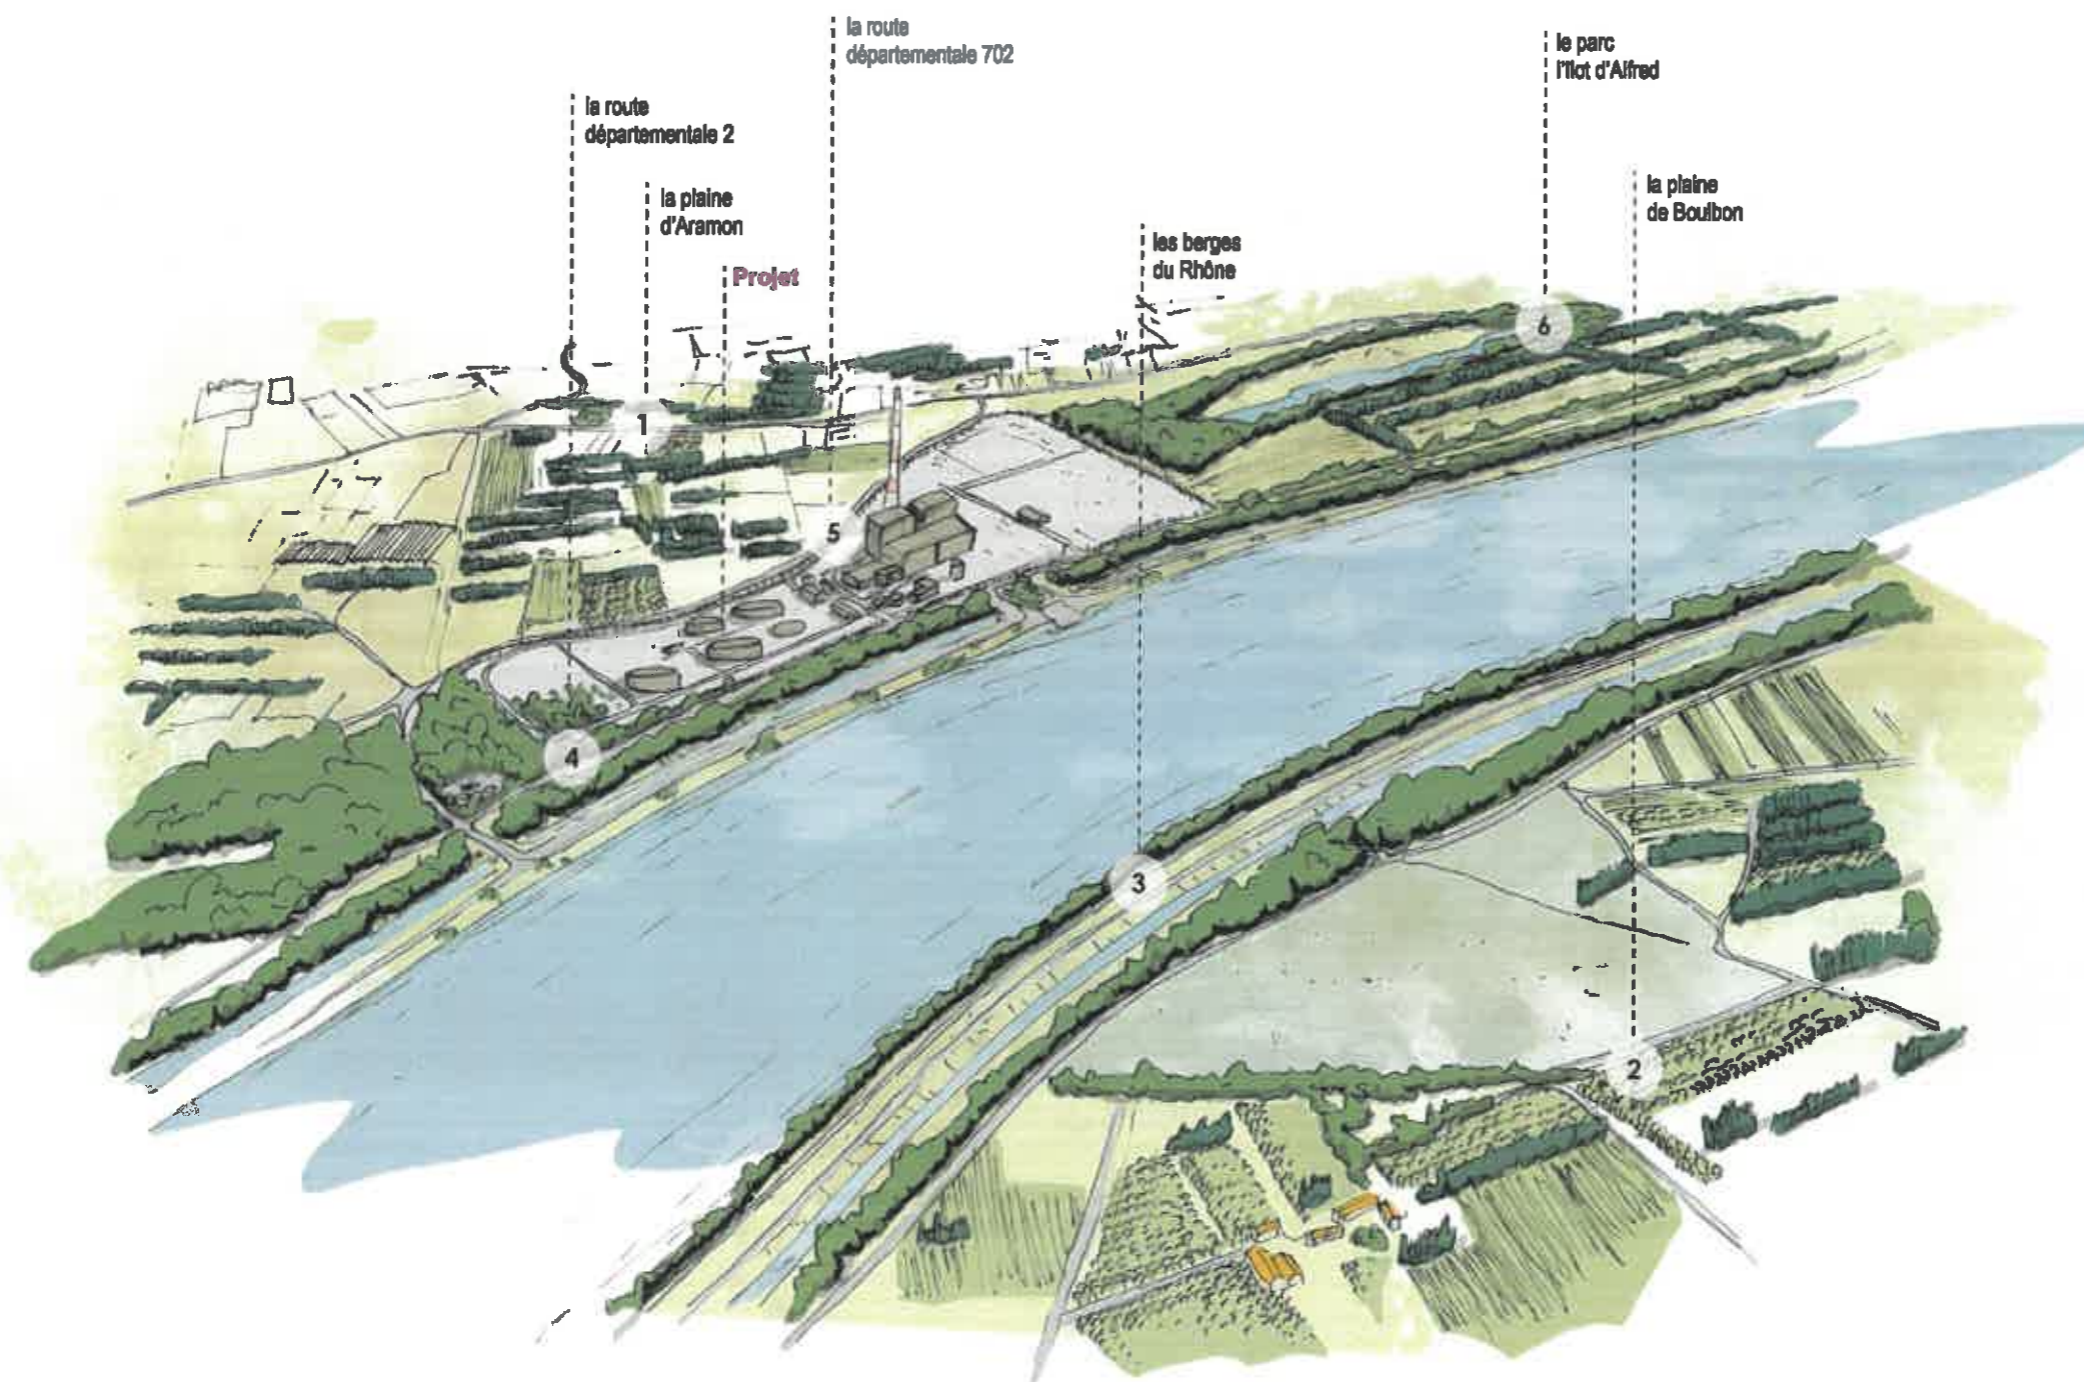 la route
départementale 702
le parc
l'îlot d'Alfred
la route
départementale 2
la plaine
de Boulbon
la plaine
d'Aramon
les berges
du Rhône
Projet
6
1
5
4
3
2